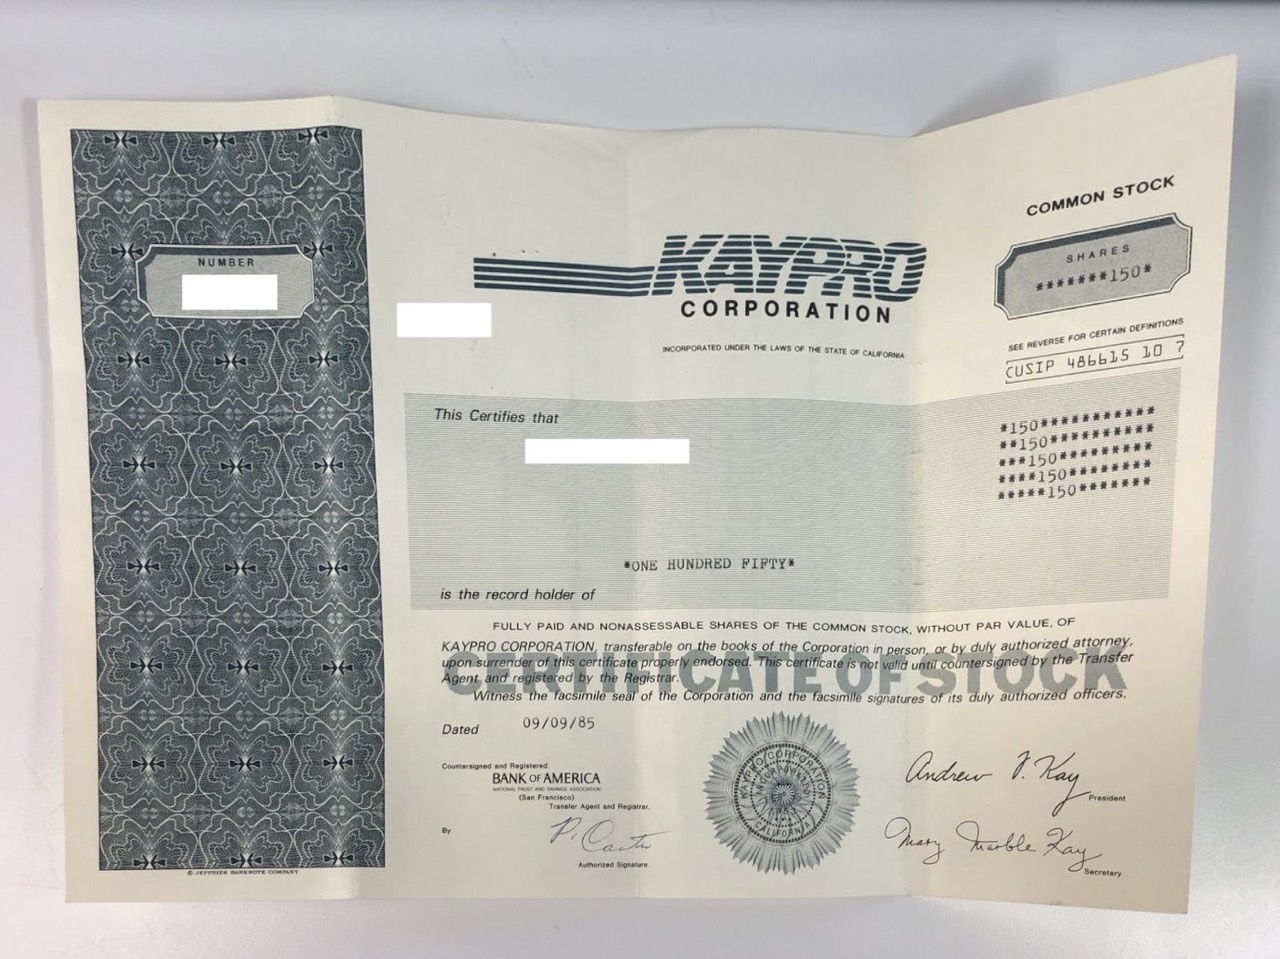 COMMON STOCK
NUMBER
SHARES
*******150*
KAYPRO
CORPORATION
INCORPORATED UNDER THE LAWS OF THE STATE OF CALIFORNIA
SEE REVERSE FOR CERTAIN DEFINITIONS
CUSIP 486615 10 7
This Certifies that
*150***********
**150**********
***150*********
****150********
*****150*******
*ONE HUNDRED FIFTY*
is the record holder of
FULLY PAID AND NONASSESSABLE SHARES OF THE COMMON STOCK, WITHOUT PAR VALUE, OF
KAYPRO CORPORATION, transferable on the books of the Corporation in person, or by duly authorized attorney,
upon surrender of this certificate properly endorsed. This certificate is not valid until countersigned by the Transfer
Agent and registered by the Registrar.
CERTIFICATE OF STOCK
Witness the facsimile seal of the Corporation and the facsimile signatures of its duly authorized officers.
Dated 09/09/85
Countersigned and Registered:
BANK OF AMERICA
NATIONAL TRUST AND SAVINGS ASSOCIATION
(San Francisco)
Transfer Agent and Registrar,
By
Authorized Signature.
KAYPRO CORPORATION
INCORPORATED
CALIFORNIA
Andrew F. Kay
President
Mary Marble Kay
Secretary
© JEFFRIES BANKNOTE COMPANY